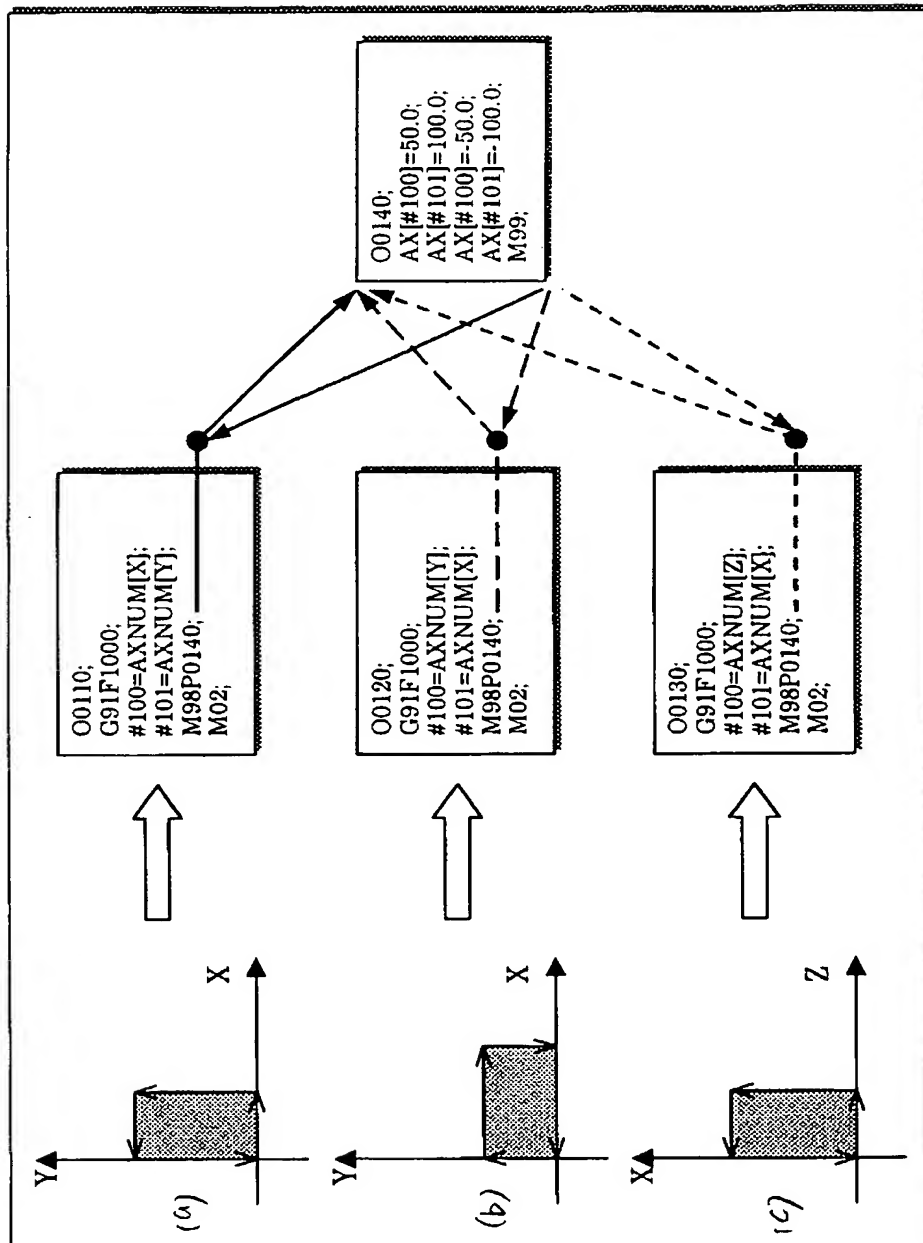 Y
X
(a)
O0110;
G91F1000;
#100=AXNUM[X];
#101=AXNUM[Y];
M98P0140;
M02;
Y
X
(b)
O0120;
G91F1000;
#100=AXNUM[Y];
#101=AXNUM[X];
M98P0140;
M02;
X
Z
(c)
O0130;
G91F1000;
#100=AXNUM[Z];
#101=AXNUM[X];
M98P0140;
M02;
O0140;
AX[#100]=50.0;
AX[#101]=100.0;
AX[#100]=-50.0;
AX[#101]=-100.0;
M99;